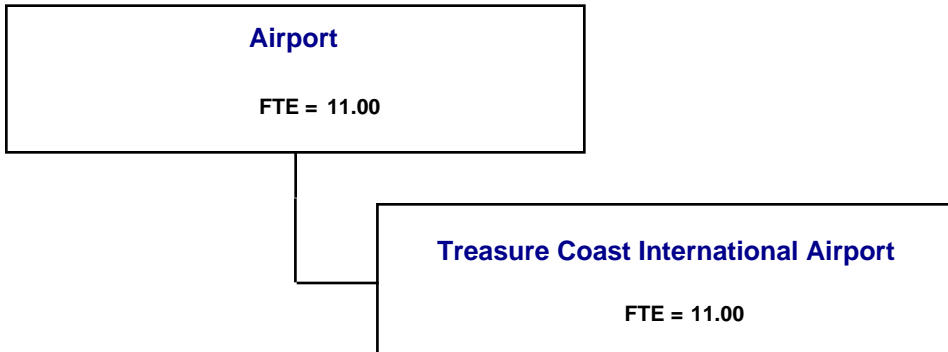 Airport
FTE = 11.00
Treasure Coast International Airport
FTE = 11.00